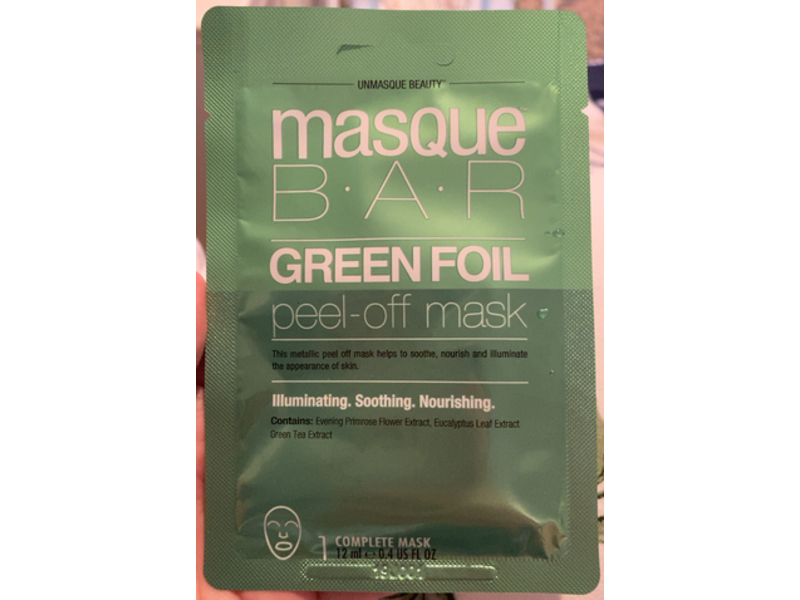 UNMASQUE BEAUTY™
masque™
B·A·R
GREEN FOIL
peel-off mask
This metallic peel off mask helps to soothe, nourish and illuminate
the appearance of skin.
Illuminating. Soothing. Nourishing.
Contains: Evening Primrose Flower Extract, Eucalyptus Leaf Extract
Green Tea Extract
1 COMPLETE MASK
12 ml e 0.4 US FL OZ